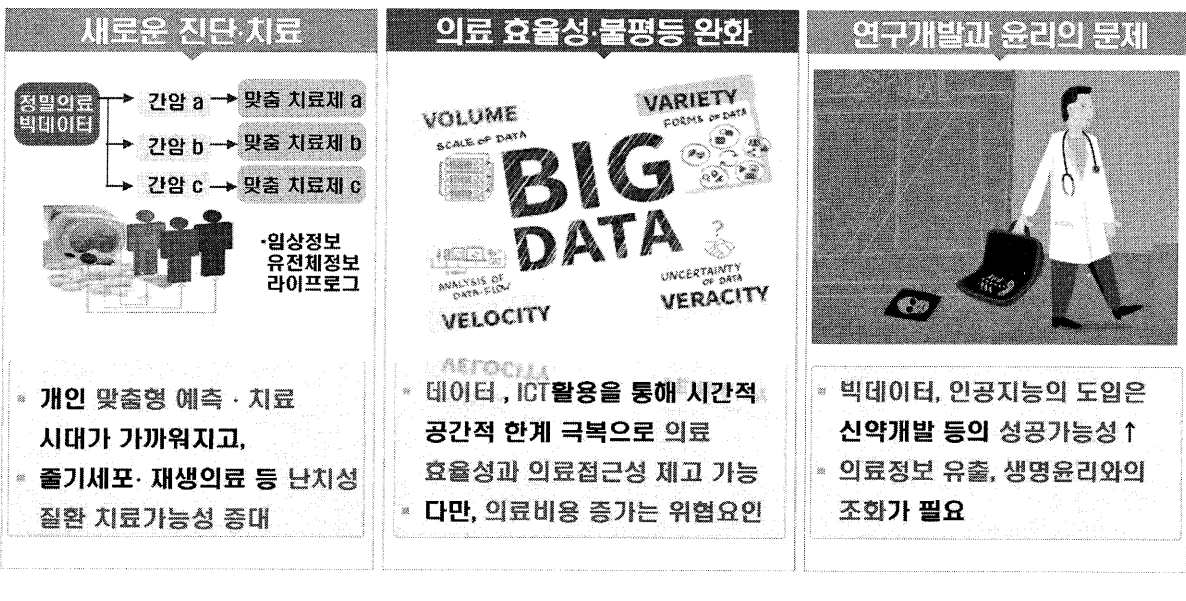 새로운 진단·치료
정밀의료
빅데이터
간암 a
맞춤 치료제 a
간암 b
맞춤 치료제 b
간암 c
맞춤 치료제 c
·임상정보
유전체정보
라이프로그
개인 맞춤형 예측 · 치료
시대가 가까워지고,
줄기세포· 재생의료 등 난치성
질환 치료가능성 증대
의료 효율성·불평등 완화
VOLUME
SCALE OF DATA
VARIETY
FORMS OF DATA
BIG
DATA
?
ANALYSIS OF
DATA-FLOW
VELOCITY
UNCERTAINTY
OF DATA
VERACITY
데이터 , ICT활용을 통해 시간적
공간적 한계 극복으로 의료
효율성과 의료접근성 제고 가능
다만, 의료비용 증가는 위협요인
연구개발과 윤리의 문제
빅데이터, 인공지능의 도입은
신약개발 등의 성공가능성↑
의료정보 유출, 생명윤리와의
조화가 필요